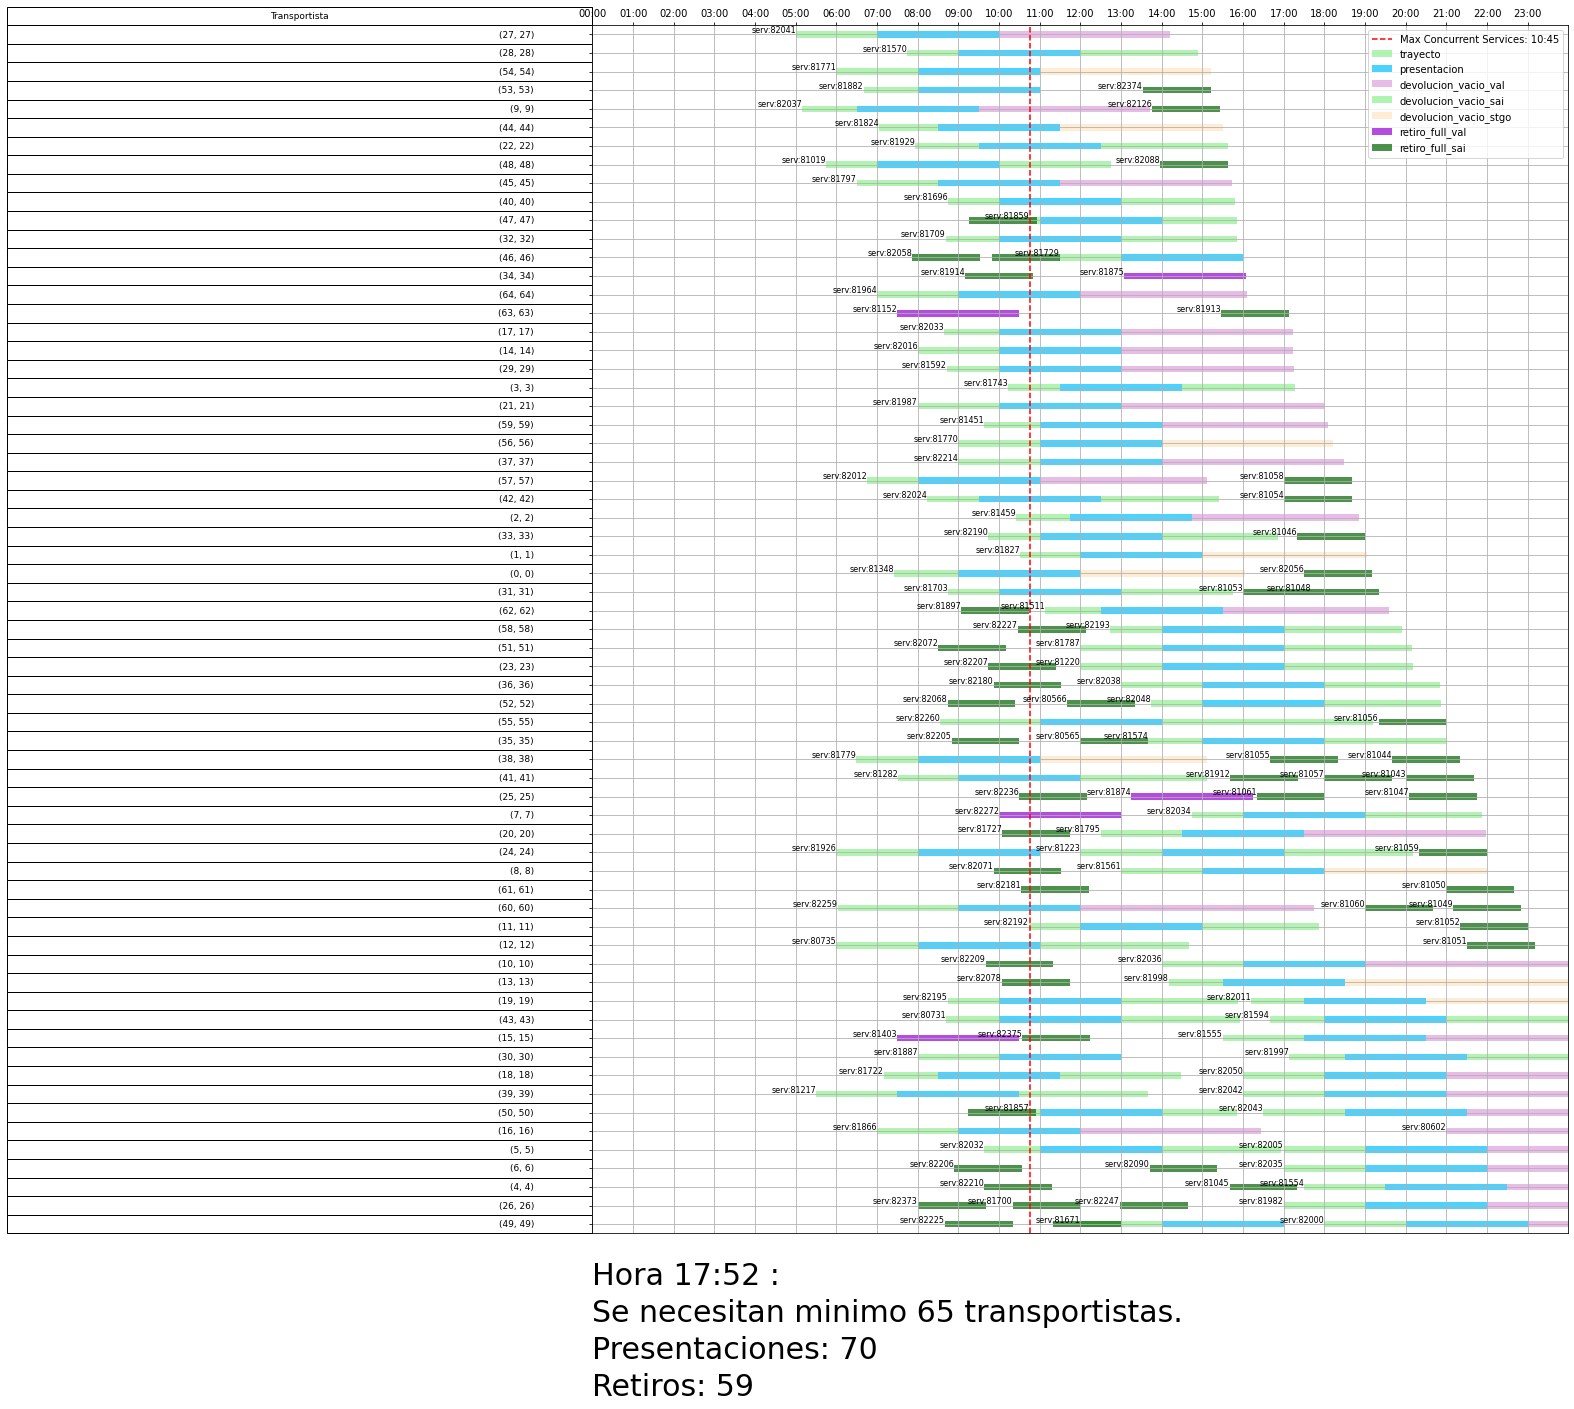 Transportista
00:00 01:00 02:00 03:00 04:00 05:00 06:00 07:00 08:00 09:00 10:00 11:00 12:00 13:00 14:00 15:00 16:00 17:00 18:00 19:00 20:00 21:00 22:00 23:00
Max Concurrent Services: 10:45
trayecto
presentacion
devolucion_vacio_val
devolucion_vacio_sai
devolucion_vacio_stgo
retiro_full_val
retiro_full_sai
(27, 27) serv:82041
(28, 28) serv:81570
(54, 54) serv:81771
(53, 53) serv:81882 serv:82374
(9, 9) serv:82037 serv:82126
(44, 44) serv:81824
(22, 22) serv:81929
(48, 48) serv:81019 serv:82088
(45, 45) serv:81797
(40, 40) serv:81696
(47, 47) serv:81859
(32, 32) serv:81709
(46, 46) serv:82058 serv:81729
(34, 34) serv:81914 serv:81875
(64, 64) serv:81964
(63, 63) serv:81152 serv:81913
(17, 17) serv:82033
(14, 14) serv:82016
(29, 29) serv:81592
(3, 3) serv:81743
(21, 21) serv:81987
(59, 59) serv:81451
(56, 56) serv:81770
(37, 37) serv:82214
(57, 57) serv:82012 serv:81058
(42, 42) serv:82024 serv:81054
(2, 2) serv:81459
(33, 33) serv:82190 serv:81046
(1, 1) serv:81827
(0, 0) serv:81348 serv:82056
(31, 31) serv:81703 serv:81053 serv:81048
(62, 62) serv:81897 serv:81511
(58, 58) serv:82227 serv:82193
(51, 51) serv:82072 serv:81787
(23, 23) serv:82207 serv:81220
(36, 36) serv:82180 serv:82038
(52, 52) serv:82068 serv:80566 serv:82048
(55, 55) serv:82260 serv:81056
(35, 35) serv:82205 serv:80565 serv:81574
(38, 38) serv:81779 serv:81055 serv:81044
(41, 41) serv:81282 serv:81912 serv:81057 serv:81043
(25, 25) serv:82236 serv:81874 serv:81061 serv:81047
(7, 7) serv:82272 serv:82034
(20, 20) serv:81727 serv:81795
(24, 24) serv:81926 serv:81223 serv:81059
(8, 8) serv:82071 serv:81561
(61, 61) serv:82181 serv:81050
(60, 60) serv:82259 serv:81060 serv:81049
(11, 11) serv:82192 serv:81052
(12, 12) serv:80735 serv:81051
(10, 10) serv:82209 serv:82036
(13, 13) serv:82078 serv:81998
(19, 19) serv:82195 serv:82011
(43, 43) serv:80731 serv:81594
(15, 15) serv:81403 serv:82375 serv:81555
(30, 30) serv:81887 serv:81997
(18, 18) serv:81722 serv:82050
(39, 39) serv:81217 serv:82042
(50, 50) serv:81857 serv:82043
(16, 16) serv:81866 serv:80602
(5, 5) serv:82032 serv:82005
(6, 6) serv:82206 serv:82090 serv:82035
(4, 4) serv:82210 serv:81045 serv:81554
(26, 26) serv:82373 serv:81700 serv:82247 serv:81982
(49, 49) serv:82225 serv:81671 serv:82000
Hora 17:52 :
Se necesitan minimo 65 transportistas.
Presentaciones: 70
Retiros: 59